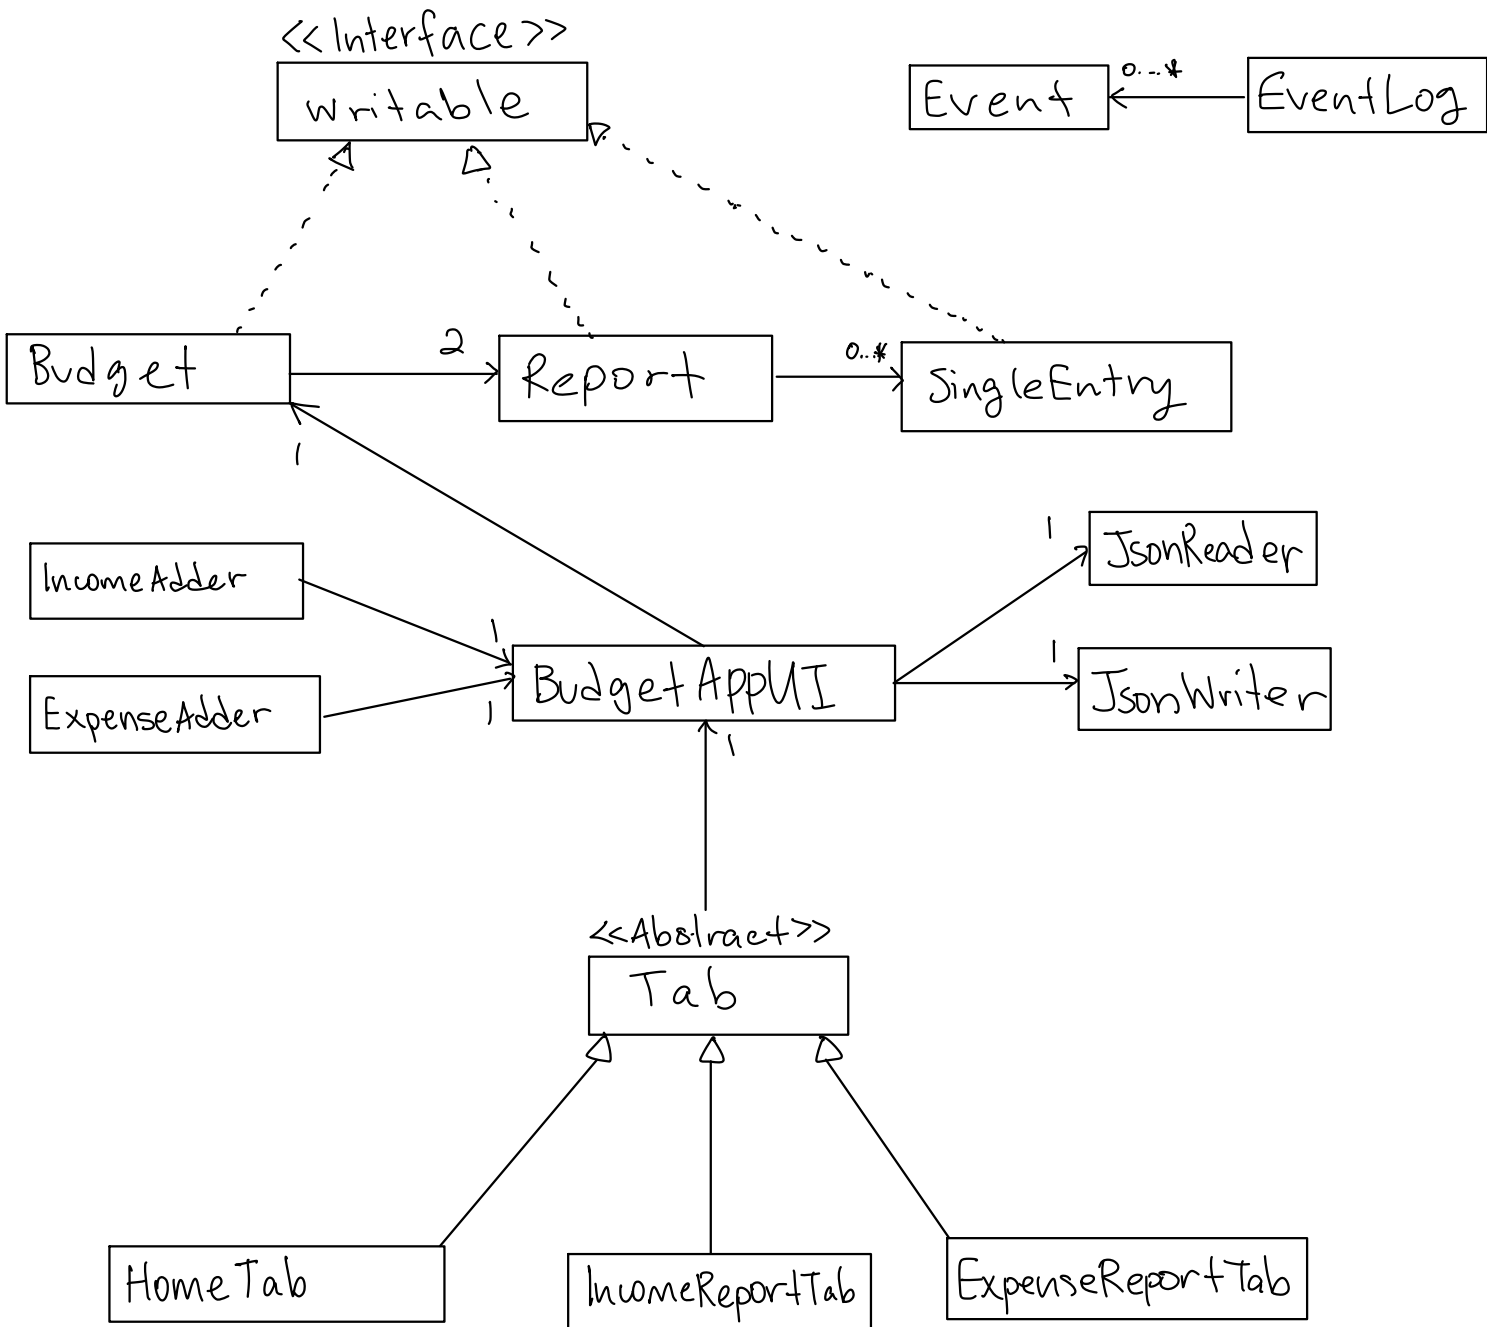 <<Interface>>
writable
Event
0...*
EventLog
Budget
2
Report
0...*
SingleEntry
1
IncomeAdder
1
ExpenseAdder
1
BudgetAppUI
1
JsonReader
1
JsonWriter
1
<<Abstract>>
Tab
HomeTab
IncomeReportTab
ExpenseReportTab